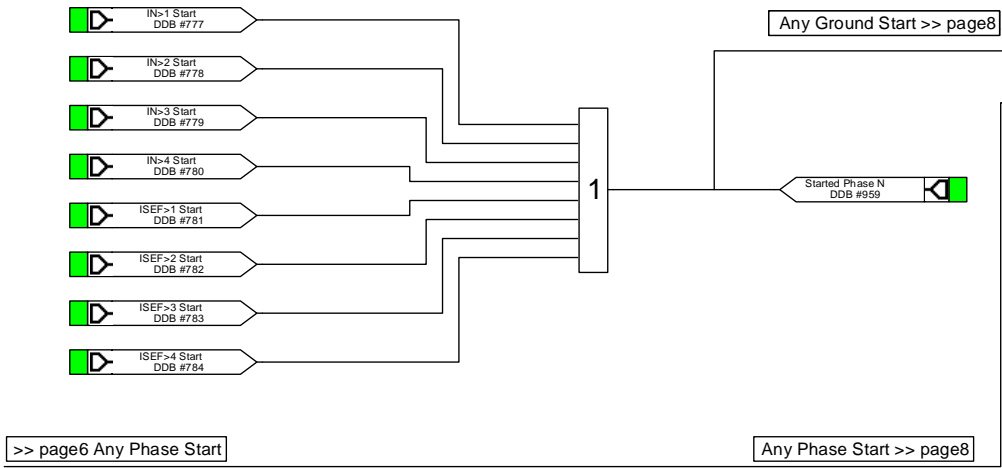 IN>1 Start
DDB #777
Any Ground Start >> page8
IN>2 Start
DDB #778
IN>3 Start
DDB #779
IN>4 Start
DDB #780
1
Started Phase N
DDB #959
ISEF>1 Start
DDB #781
ISEF>2 Start
DDB #782
ISEF>3 Start
DDB #783
ISEF>4 Start
DDB #784
>> page6 Any Phase Start
Any Phase Start >> page8